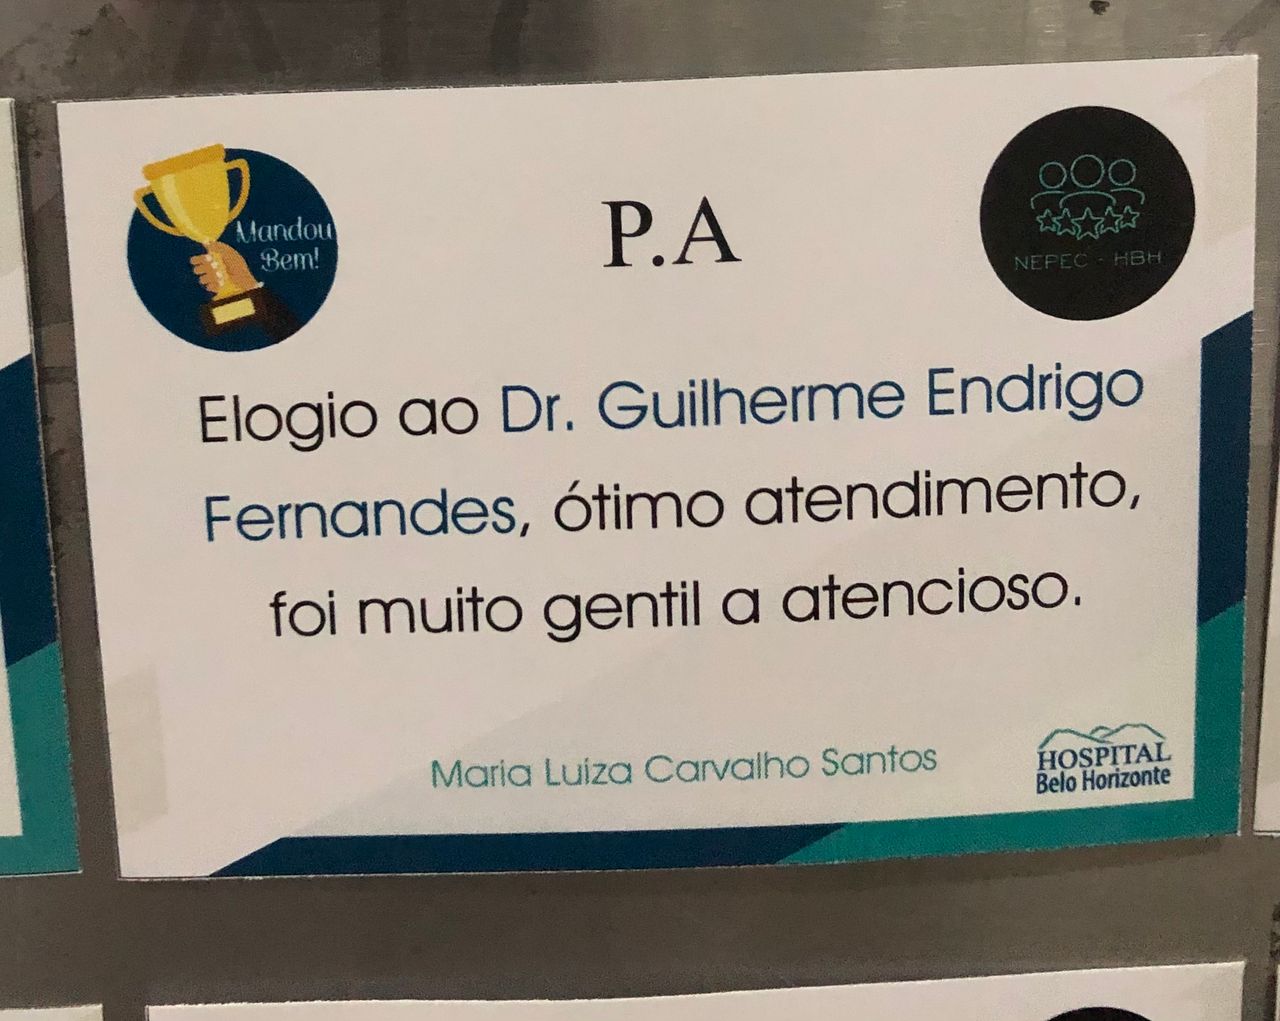 Mandou
Bem!
P.A
NEPEC - HBH
Elogio ao Dr. Guilherme Endrigo
Fernandes, ótimo atendimento,
foi muito gentil a atencioso.
Maria Luiza Carvalho Santos
HOSPITAL
Belo Horizonte